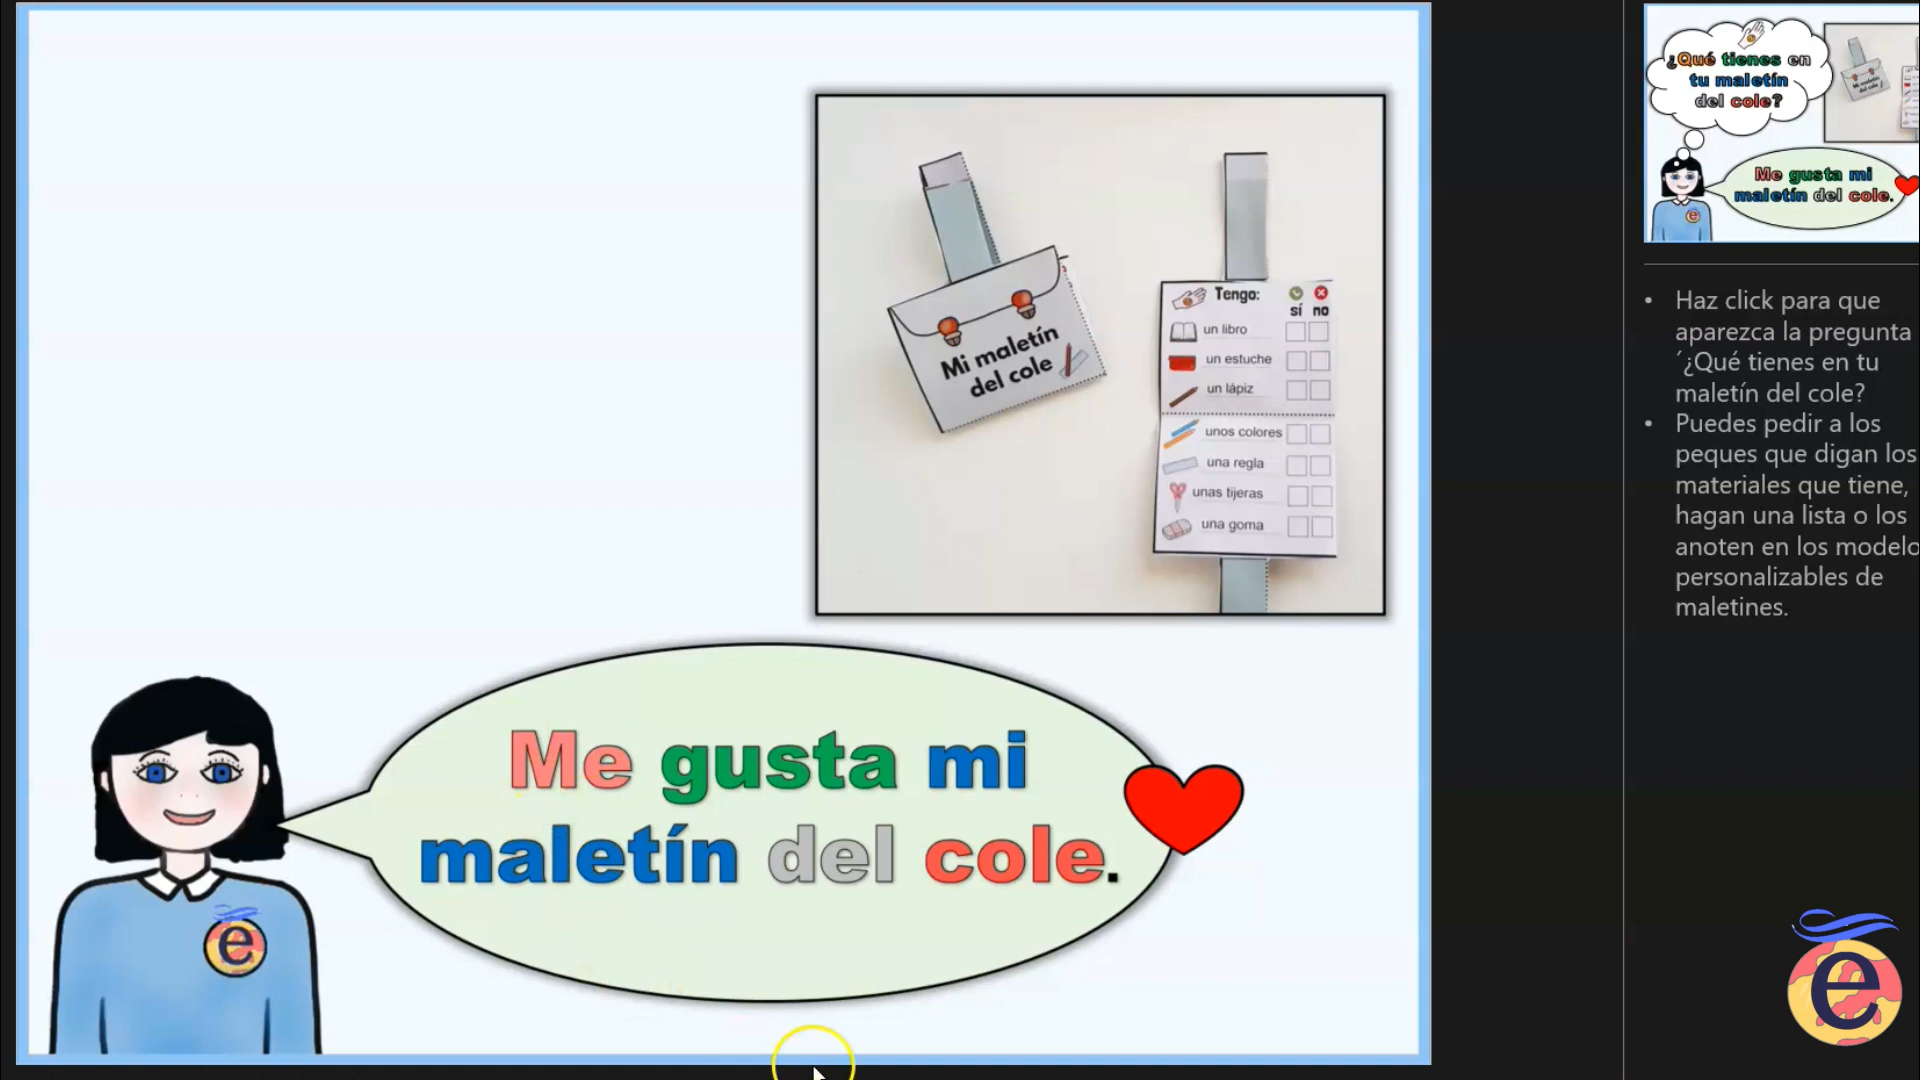 Mi maletín
del cole
Tengo:
sí no
un libro
un estuche
un lápiz
unos colores
una regla
unas tijeras
una goma
Me gusta mi
maletín del cole.
e
¿Qué tienes en
tu maletín
del cole?
Me gusta mi
maletín del cole.
• Haz click para que
aparezca la pregunta
´¿Qué tienes en tu
maletín del cole?
• Puedes pedir a los
peques que digan los
materiales que tiene,
hagan una lista o los
anoten en los modelo
personalizables de
maletines.
e